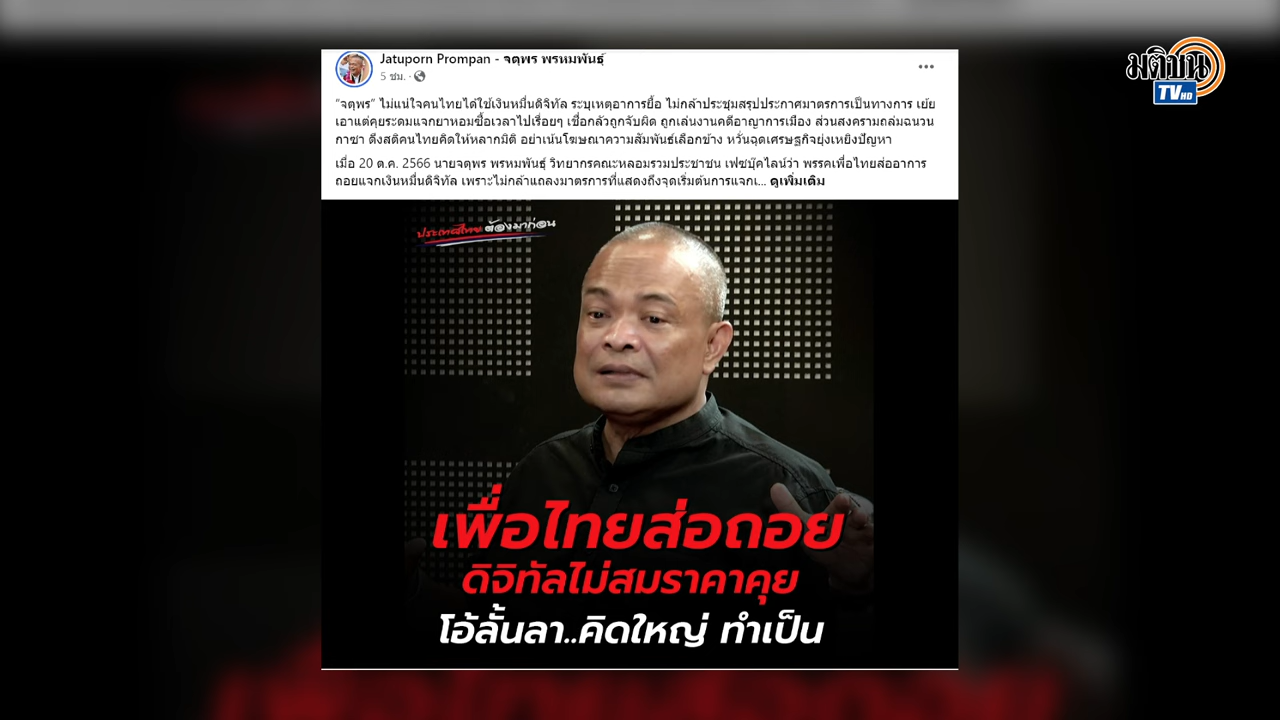 มติชน
TV HD
Jatuporn Prompan - จตุพร พรหมพันธุ์
5 ชม. ·
"จตุพร" ไม่แน่ใจคนไทยได้ใช้เงินหมื่นดิจิทัล ระบุเหตุอาการยื้อ ไม่กล้าประชุมสรุปประกาศมาตรการเป็นทางการ เย้ย
เอาแต่คุยระดมแจกยาหอมซื้อเวลาไปเรื่อยๆ เชื่อกลัวถูกจับผิด ถูกเล่นงานคดีอาญาการเมือง ส่วนสงครามถล่มฉนวน
กาซา ดึงสติคนไทยคิดให้หลากมิติ อย่าเน้นโฆษณาความสัมพันธ์เลือกข้าง หวั่นฉุดเศรษฐกิจยุ่งเหยิงปัญหา
เมื่อ 20 ต.ค. 2566 นายจตุพร พรหมพันธุ์ วิทยากรคณะหลอมรวมประชาชน เฟซบุ๊คไลน์ว่า พรรคเพื่อไทยส่ออาการ
ถอยแจกเงินหมื่นดิจิทัล เพราะไม่กล้าแถลงมาตรการที่แสดงถึงจุดเริ่มต้นการแจกเ... ดูเพิ่มเติม
ประเทศไทยต้องมาก่อน
เพื่อไทยส่อถอย
ดิจิทัลไม่สมราคาคุย
โอ้ลั้นลา..คิดใหญ่ ทำเป็น